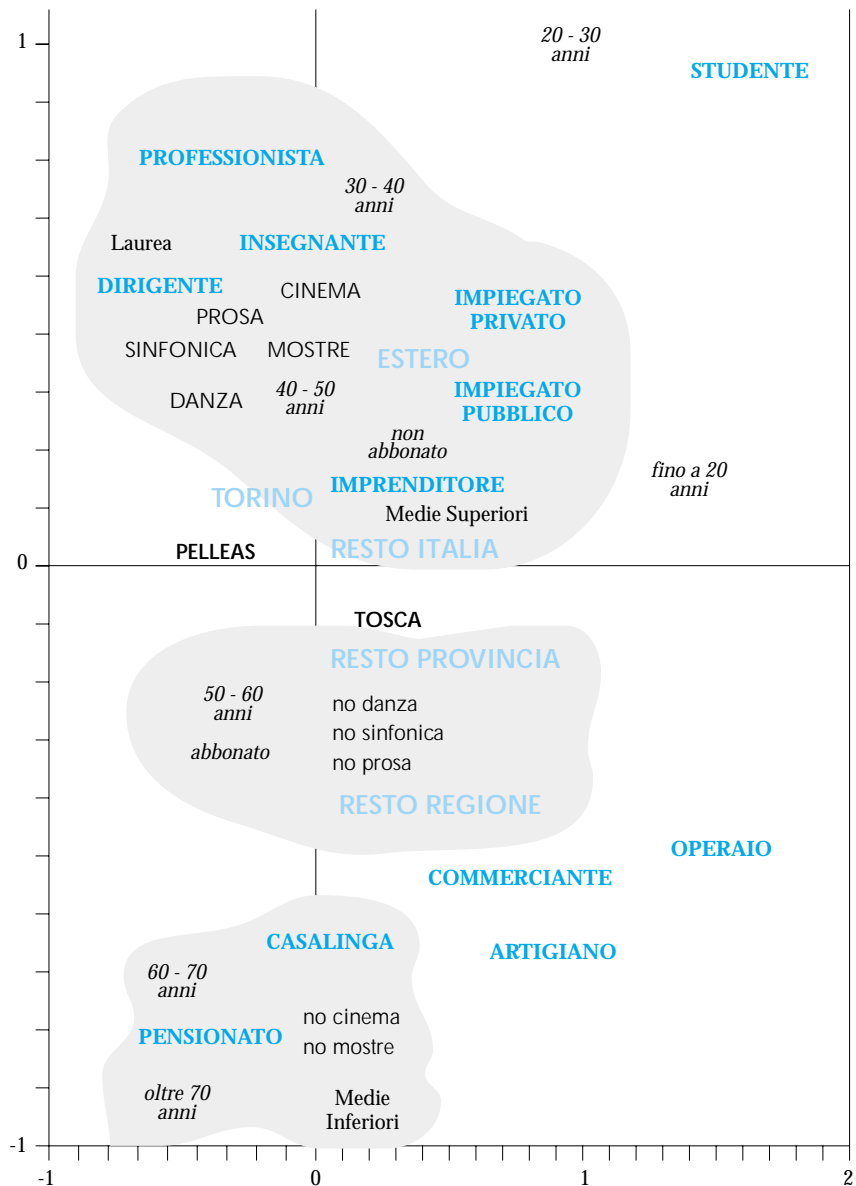 1
20 - 30
anni
STUDENTE
PROFESSIONISTA
30 - 40
anni
Laurea
INSEGNANTE
DIRIGENTE
CINEMA
IMPIEGATO
PRIVATO
PROSA
SINFONICA
MOSTRE
ESTERO
DANZA
40 - 50
anni
IMPIEGATO
PUBBLICO
non
abbonato
fino a 20
anni
TORINO
IMPRENDITORE
Medie Superiori
PELLEAS
RESTO ITALIA
0
TOSCA
RESTO PROVINCIA
50 - 60
anni
no danza
no sinfonica
no prosa
abbonato
RESTO REGIONE
OPERAIO
COMMERCIANTE
CASALINGA
ARTIGIANO
60 - 70
anni
no cinema
no mostre
PENSIONATO
oltre 70
anni
Medie
Inferiori
-1
-1 0 1 2